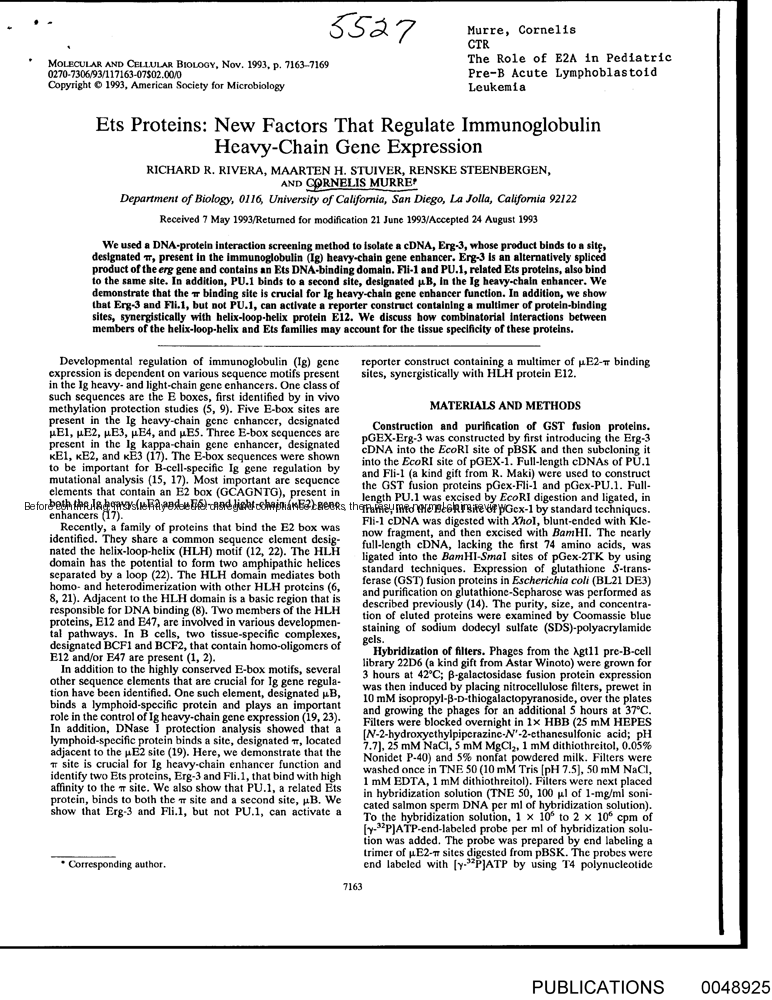 5527
Murre, Cornelis
CTR
The Role of E2A in Pediatric
Pre-B Acute Lymphoblastoid
Leukemia
MOLECULAR AND CELLULAR BIOLOGY, Nov. 1993, p. 7163–7169
0270-7306/93/117163-07$02.00/0
Copyright © 1993, American Society for Microbiology
Ets Proteins: New Factors That Regulate Immunoglobulin
Heavy-Chain Gene Expression
RICHARD R. RIVERA, MAARTEN H. STUIVER, RENSKE STEENBERGEN,
AND CORNELIS MURRE*
Department of Biology, 0116, University of California, San Diego, La Jolla, California 92122
Received 7 May 1993/Returned for modification 21 June 1993/Accepted 24 August 1993
We used a DNA-protein interaction screening method to isolate a cDNA, Erg-3, whose product binds to a site,
designated π, present in the immunoglobulin (Ig) heavy-chain gene enhancer. Erg-3 is an alternatively spliced
product of the erg gene and contains an Ets DNA-binding domain. Fli-1 and PU.1, related Ets proteins, also bind
to the same site. In addition, PU.1 binds to a second site, designated μB, in the Ig heavy-chain enhancer. We
demonstrate that the π binding site is crucial for Ig heavy-chain gene enhancer function. In addition, we show
that Erg-3 and Fli.1, but not PU.1, can activate a reporter construct containing a multimer of protein-binding
sites, synergistically with helix-loop-helix protein E12. We discuss how combinatorial interactions between
members of the helix-loop-helix and Ets families may account for the tissue specificity of these proteins.
Developmental regulation of immunoglobulin (Ig) gene
expression is dependent on various sequence motifs present
in the Ig heavy- and light-chain gene enhancers. One class of
such sequences are the E boxes, first identified by in vivo
methylation protection studies (5, 9). Five E-box sites are
present in the Ig heavy-chain gene enhancer, designated
μE1, μE2, μE3, μE4, and μE5. Three E-box sequences are
present in the Ig kappa-chain gene enhancer, designated
κE1, κE2, and κE3 (17). The E-box sequences were shown
to be important for B-cell-specific Ig gene regulation by
mutational analysis (15, 17). Most important are sequence
elements that contain an E2 box (GCAGNTG), present in
both the Ig heavy (μE2 and μE5)- and light-chain (κE2) gene
enhancers (17).
Recently, a family of proteins that bind the E2 box was
identified. They share a common sequence element desig-
nated the helix-loop-helix (HLH) motif (12, 22). The HLH
domain has the potential to form two amphipathic helices
separated by a loop (22). The HLH domain mediates both
homo- and heterodimerization with other HLH proteins (6,
8, 21). Adjacent to the HLH domain is a basic region that is
responsible for DNA binding (8). Two members of the HLH
proteins, E12 and E47, are involved in various developmen-
tal pathways. In B cells, two tissue-specific complexes,
designated BCF1 and BCF2, that contain homo-oligomers of
E12 and/or E47 are present (1, 2).
In addition to the highly conserved E-box motifs, several
other sequence elements that are crucial for Ig gene regula-
tion have been identified. One such element, designated μB,
binds a lymphoid-specific protein and plays an important
role in the control of Ig heavy-chain gene expression (19, 23).
In addition, DNase I protection analysis showed that a
lymphoid-specific protein binds a site, designated π, located
adjacent to the μE2 site (19). Here, we demonstrate that the
π site is crucial for Ig heavy-chain enhancer function and
identify two Ets proteins, Erg-3 and Fli.1, that bind with high
affinity to the π site. We also show that PU.1, a related Ets
protein, binds to both the π site and a second site, μB. We
show that Erg-3 and Fli.1, but not PU.1, can activate a
* Corresponding author.
reporter construct containing a multimer of μE2-π binding
sites, synergistically with HLH protein E12.
MATERIALS AND METHODS
Construction and purification of GST fusion proteins.
pGEX-Erg-3 was constructed by first introducing the Erg-3
cDNA into the EcoRI site of pBSK and then subcloning it
into the EcoRI site of pGEX-1. Full-length cDNAs of PU.1
and Fli-1 (a kind gift from R. Maki) were used to construct
the GST fusion proteins pGex-Fli-1 and pGex-PU.1. Full-
length PU.1 was excised by EcoRI digestion and ligated, in
frame, into the EcoRI site of pGex-1 by standard techniques.
Fli-1 cDNA was digested with XhoI, blunt-ended with Kle-
now fragment, and then excised with BamHI. The nearly
full-length cDNA, lacking the first 74 amino acids, was
ligated into the BamHI-SmaI sites of pGex-2TK by using
standard techniques. Expression of glutathione S-trans-
ferase (GST) fusion proteins in Escherichia coli (BL21 DE3)
and purification on glutathione-Sepharose was performed as
described previously (14). The purity, size, and concentra-
tion of eluted proteins were examined by Coomassie blue
staining of sodium dodecyl sulfate (SDS)-polyacrylamide
gels.
Hybridization of filters. Phages from the λgt11 pre-B-cell
library 22D6 (a kind gift from Astar Winoto) were grown for
3 hours at 42°C; β-galactosidase fusion protein expression
was then induced by placing nitrocellulose filters, prewet in
10 mM isopropyl-β-D-thiogalactopyranoside, over the plates
and growing the phages for an additional 5 hours at 37°C.
Filters were blocked overnight in 1× HBB (25 mM HEPES
[N-2-hydroxyethylpiperazine-N'-2-ethanesulfonic acid; pH
7.7], 25 mM NaCl, 5 mM MgCl₂, 1 mM dithiothreitol, 0.05%
Nonidet P-40) and 5% nonfat powdered milk. Filters were
washed once in TNE 50 (10 mM Tris [pH 7.5], 50 mM NaCl,
1 mM EDTA, 1 mM dithiothreitol). Filters were next placed
in hybridization solution (TNE 50, 100 μl of 1-mg/ml soni-
cated salmon sperm DNA per ml of hybridization solution).
To the hybridization solution, 1 × 10⁶ to 2 × 10⁶ cpm of
[γ-³²P]ATP-end-labeled probe per ml of hybridization solu-
tion was added. The probe was prepared by end labeling a
trimer of μE2-π sites digested from pBSK. The probes were
end labeled with [γ-³²P]ATP by using T4 polynucleotide
Before checks, then
7163
PUBLICATIONS 0048925